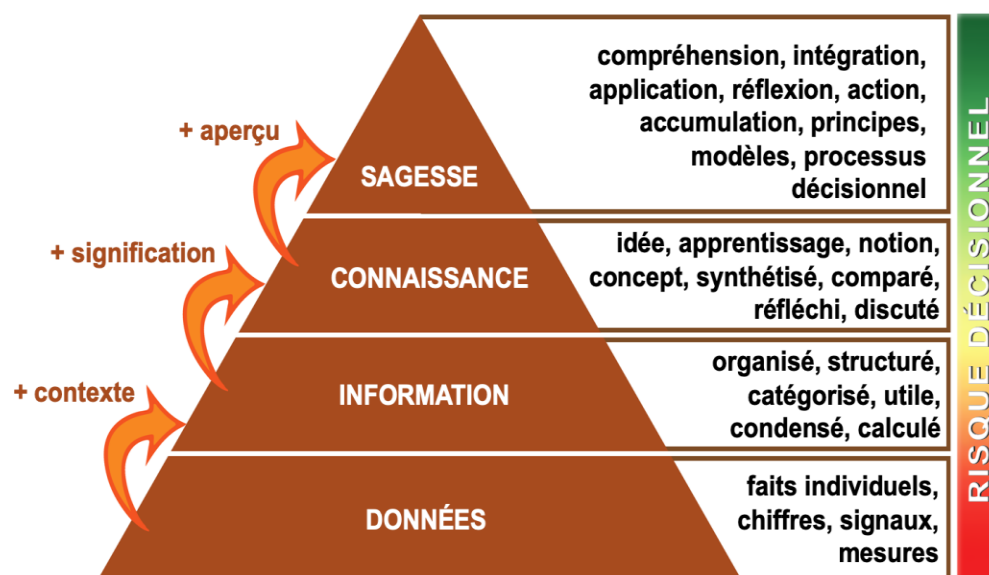 compréhension, intégration,
application, réflexion, action,
accumulation, principes,
modèles, processus
décisionnel
+ aperçu
SAGESSE
idée, apprentissage, notion,
concept, synthétisé, comparé,
réfléchi, discuté
+ signification
CONNAISSANCE
organisé, structuré,
catégorisé, utile,
condensé, calculé
+ contexte
INFORMATION
faits individuels,
chiffres, signaux,
mesures
DONNÉES
RISQUE DÉCISIONNEL